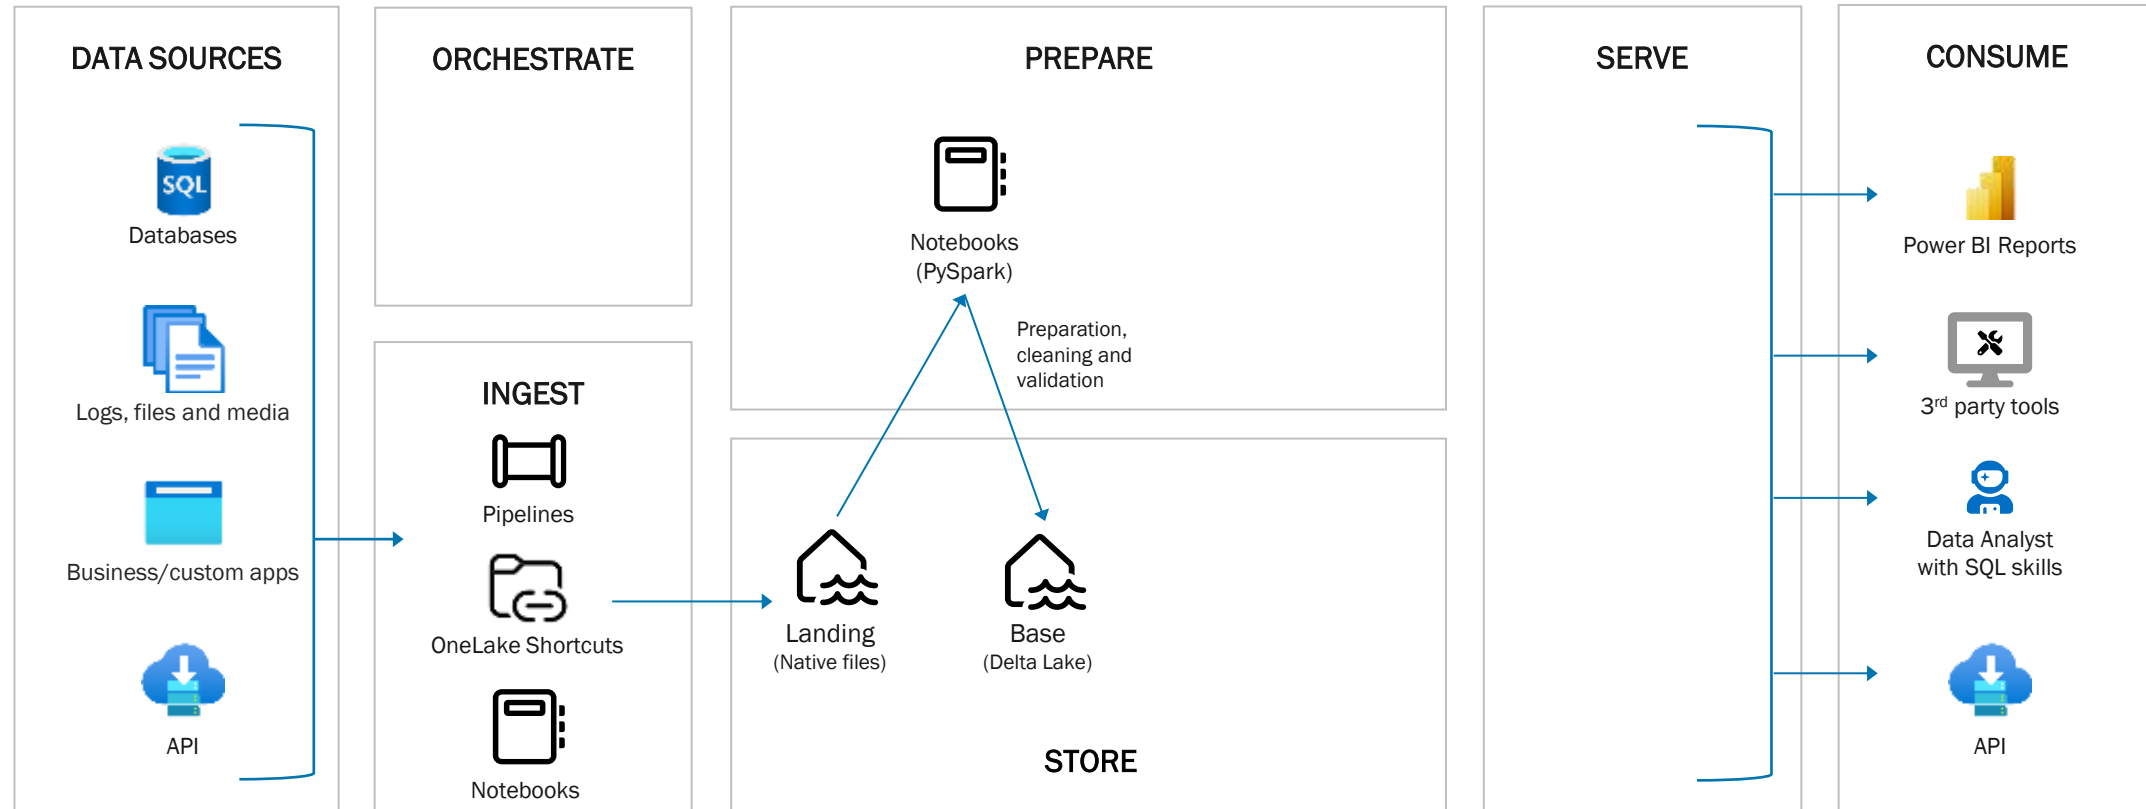 DATA SOURCES
SQL
Databases
Logs, files and media
Business/custom apps
API
ORCHESTRATE
INGEST
Pipelines
OneLake Shortcuts
Notebooks
PREPARE
Notebooks
(PySpark)
Preparation,
cleaning and
validation
Landing
(Native files)
Base
(Delta Lake)
STORE
SERVE
CONSUME
Power BI Reports
3rd party tools
Data Analyst
with SQL skills
API